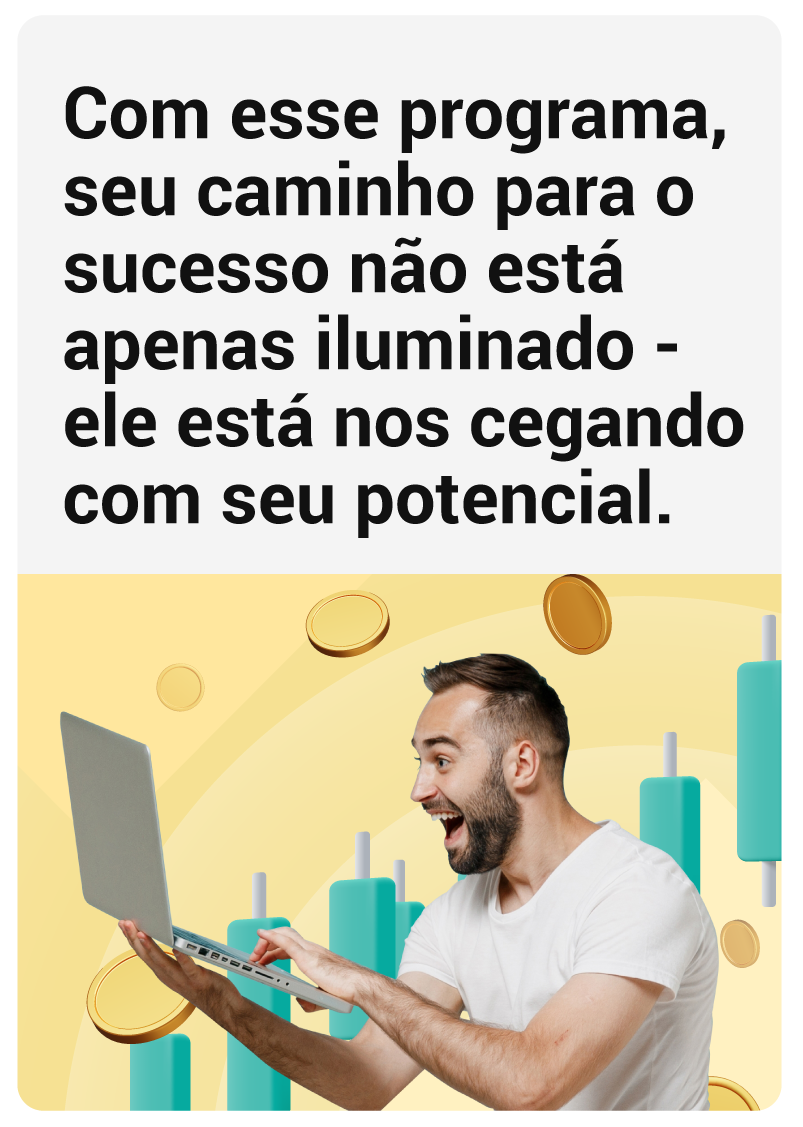 Com esse programa,
seu caminho para o
sucesso não está
apenas iluminado -
ele está nos cegando
com seu potencial.